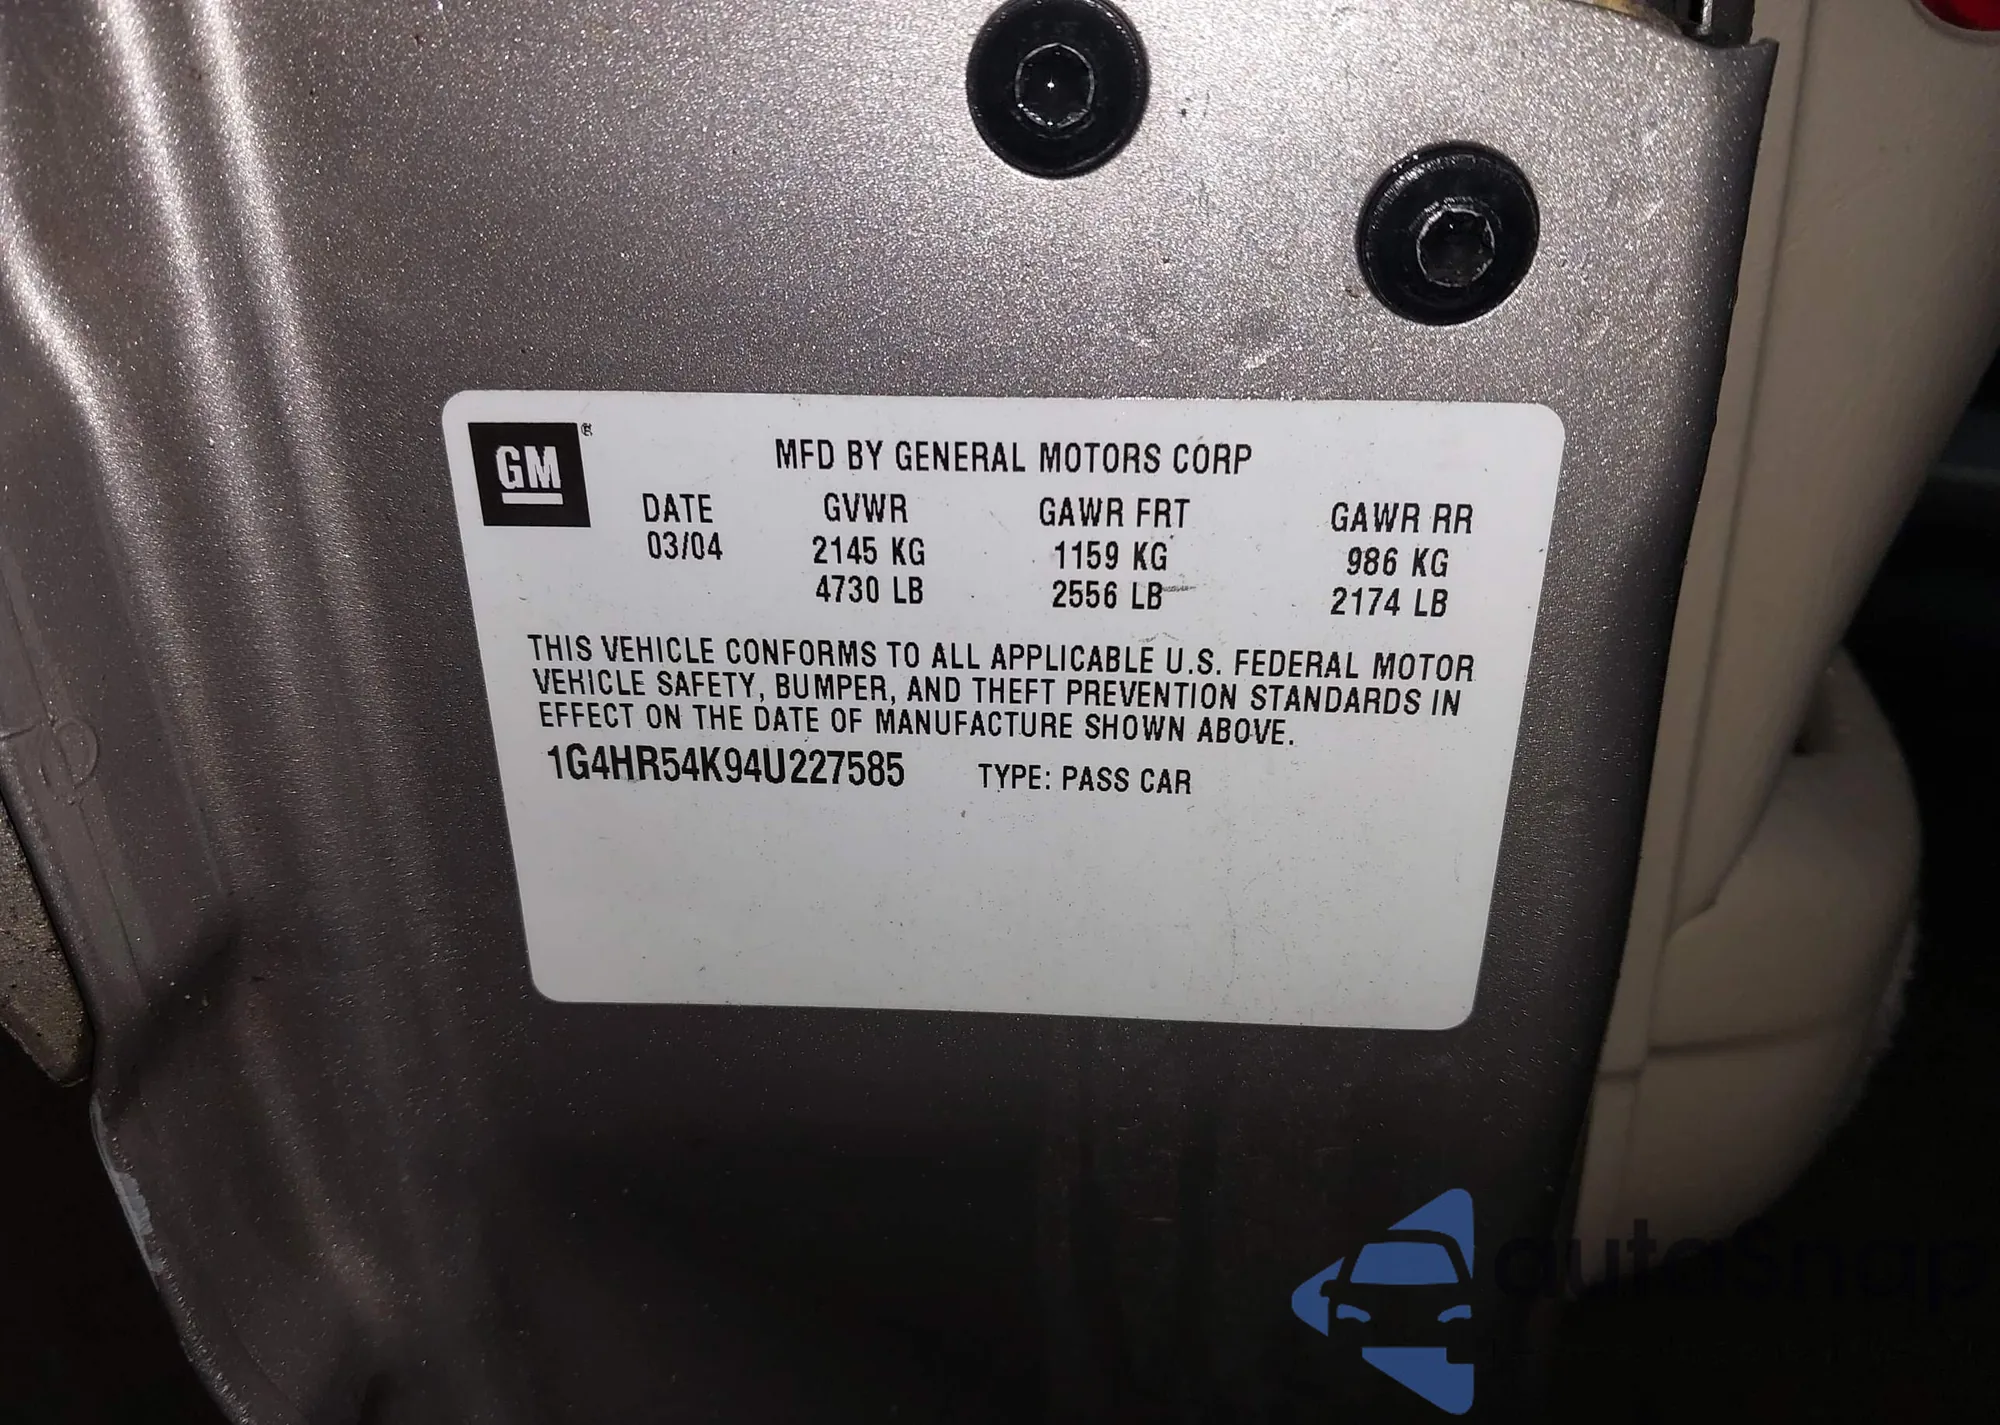 GM ®
MFD BY GENERAL MOTORS CORP
DATE GVWR GAWR FRT GAWR RR
03/04 2145 KG 1159 KG 986 KG
4730 LB 2556 LB 2174 LB
THIS VEHICLE CONFORMS TO ALL APPLICABLE U.S. FEDERAL MOTOR
VEHICLE SAFETY, BUMPER, AND THEFT PREVENTION STANDARDS IN
EFFECT ON THE DATE OF MANUFACTURE SHOWN ABOVE.
1G4HR54K94U227585 TYPE: PASS CAR
autasnap